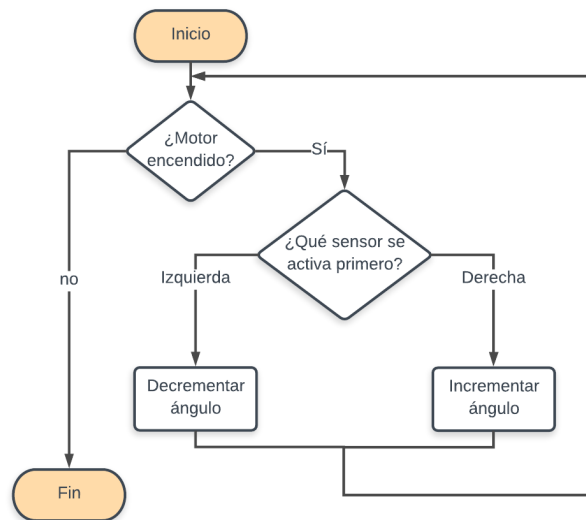 Inicio
¿Motor
encendido?
Sí
¿Qué sensor se
activa primero?
Izquierda
Derecha
no
Decrementar
ángulo
Incrementar
ángulo
Fin